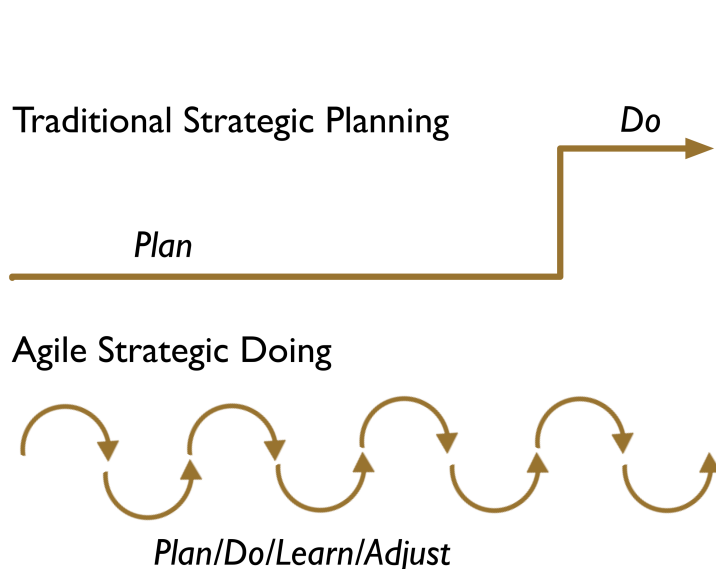 Traditional Strategic Planning
Do
Plan
Agile Strategic Doing
Plan/Do/Learn/Adjust